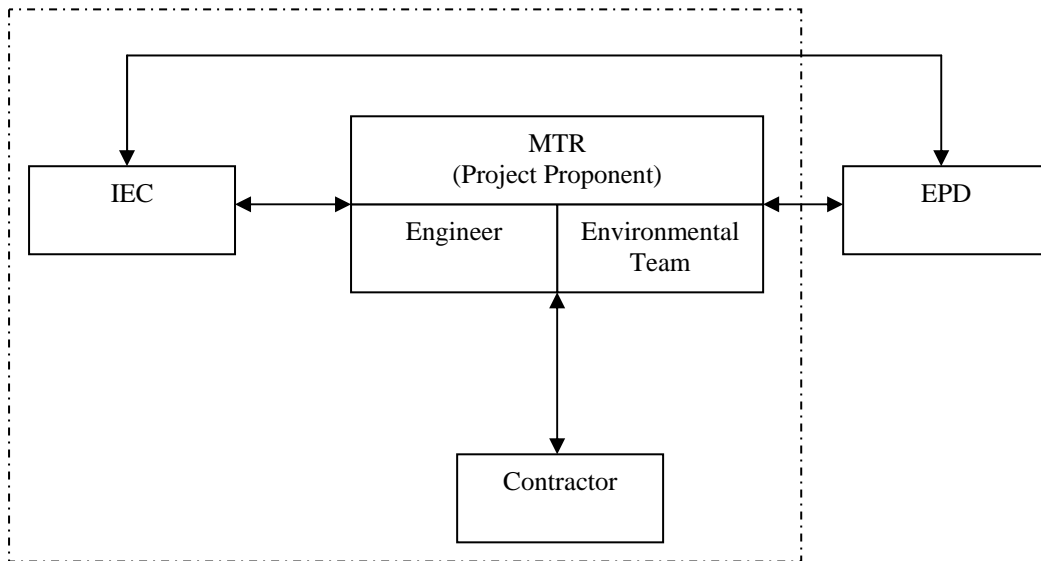 MTR
(Project Proponent)
IEC
EPD
Engineer
Environmental
Team
Contractor